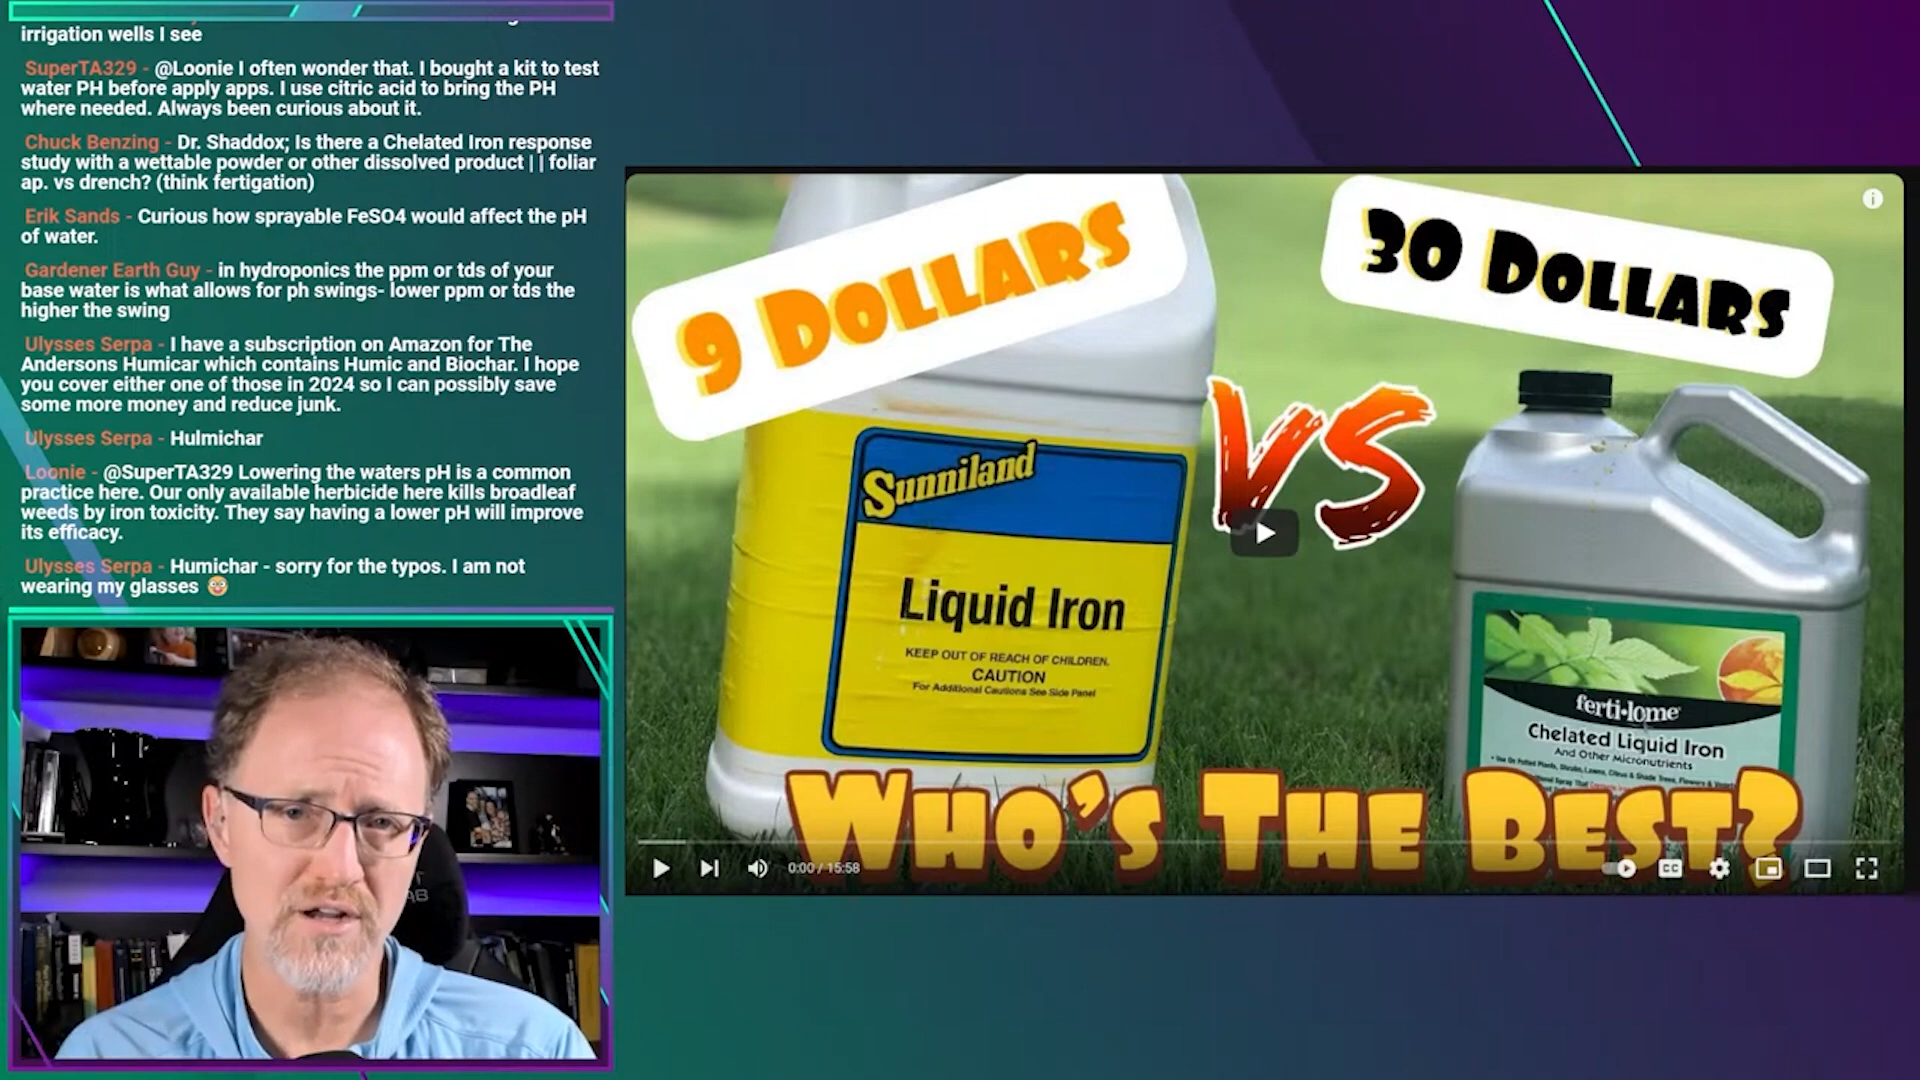 irrigation wells I see
SuperTA329 - @Loonie I often wonder that. I bought a kit to test
water PH before apply apps. I use citric acid to bring the PH
where needed. Always been curious about it.
Chuck Benzing - Dr. Shaddox; Is there a Chelated Iron response
study with a wettable powder or other dissolved product | | foliar
ap. vs drench? (think fertigation)
Erik Sands - Curious how sprayable FeSO4 would affect the pH
of water.
Gardener Earth Guy - in hydroponics the ppm or tds of your
base water is what allows for ph swings- lower ppm or tds the
higher the swing
Ulysses Serpa - I have a subscription on Amazon for The
Andersons Humicar which contains Humic and Biochar. I hope
you cover either one of those in 2024 so I can possibly save
some more money and reduce junk.
Ulysses Serpa - Hulmichar
Loonie - @SuperTA329 Lowering the waters pH is a common
practice here. Our only available herbicide here kills broadleaf
weeds by iron toxicity. They say having a lower pH will improve
its efficacy.
Ulysses Serpa - Humichar - sorry for the typos. I am not
wearing my glasses 🤓
9 DOLLARS
VS
30 DOLLARS
Sunniland
Liquid Iron
KEEP OUT OF REACH OF CHILDREN.
CAUTION
For Additional Cautions See Side Panel
ferti•lome
Chelated Liquid Iron
And Other Micronutrients
WHO'S THE BEST?
0:00 / 15:58
CC